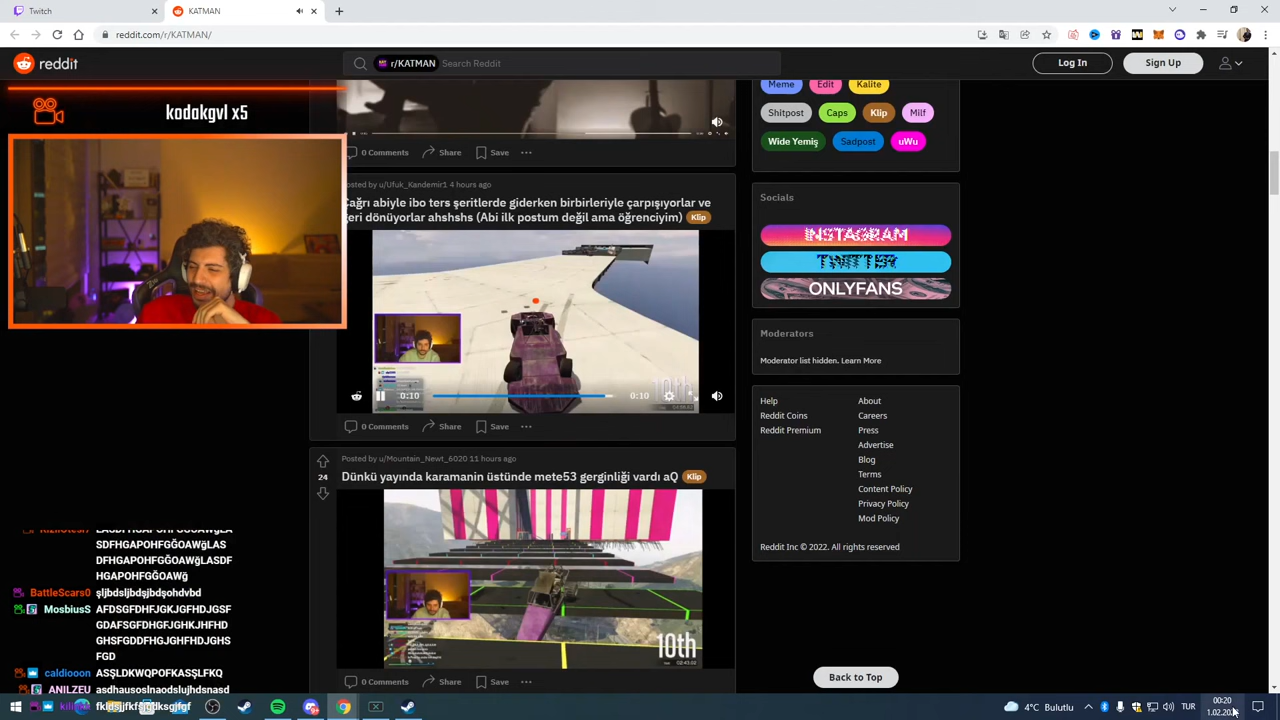 Twitch
KATMAN
reddit.com/r/KATMAN/
reddit
r/KATMAN
Search Reddit
Log In
Sign Up
kodakgvl x5
0 Comments
Share
Save
Posted by u/Ufuk_Kandemir1 4 hours ago
Çağrı abiyle ibo ters şeritlerde giderken birbirleriyle çarpışıyorlar ve
geri dönüyorlar ahshshs (Abi ilk postum değil ama öğrenciyim) Klip
0:10
0:10
10th
0 Comments
Share
Save
24
Posted by u/Mountain_Newt_6020 11 hours ago
Dünkü yayında karamanin üstünde mete53 gerginliği vardı aQ Klip
10th
02:43.02
0 Comments
Share
Save
Meme
Edit
Kalite
Shitpost
Caps
Klip
Milf
Wide Yemiş
Sadpost
uWu
Socials
INSTAGRAM
TWITTER
ONLYFANS
Moderators
Moderator list hidden. Learn More
Help
About
Reddit Coins
Careers
Reddit Premium
Press
Advertise
Blog
Terms
Content Policy
Privacy Policy
Mod Policy
Reddit Inc © 2022. All rights reserved
Back to Top
SDFHGAPOHFGĞOAWğLAS
DFHGAPOHFGĞOAWğLASDF
HGAPOHFGĞOAWğ
BattleScars0 şljbdsljbdşjbdşohdvbd
MosbiusS AFDSGFDHFJGKJGFHDJGSF
GDAFSGFDHGFJGHKJHFHD
GHSFGDDFHGJGHFHDJGHS
FGD
caldiooon ASŞLDKWQPOFKASŞLFKQ
ANILZEU asdhausoslnaodslujhdsnasd
4°C Bulutlu
TUR
00:20